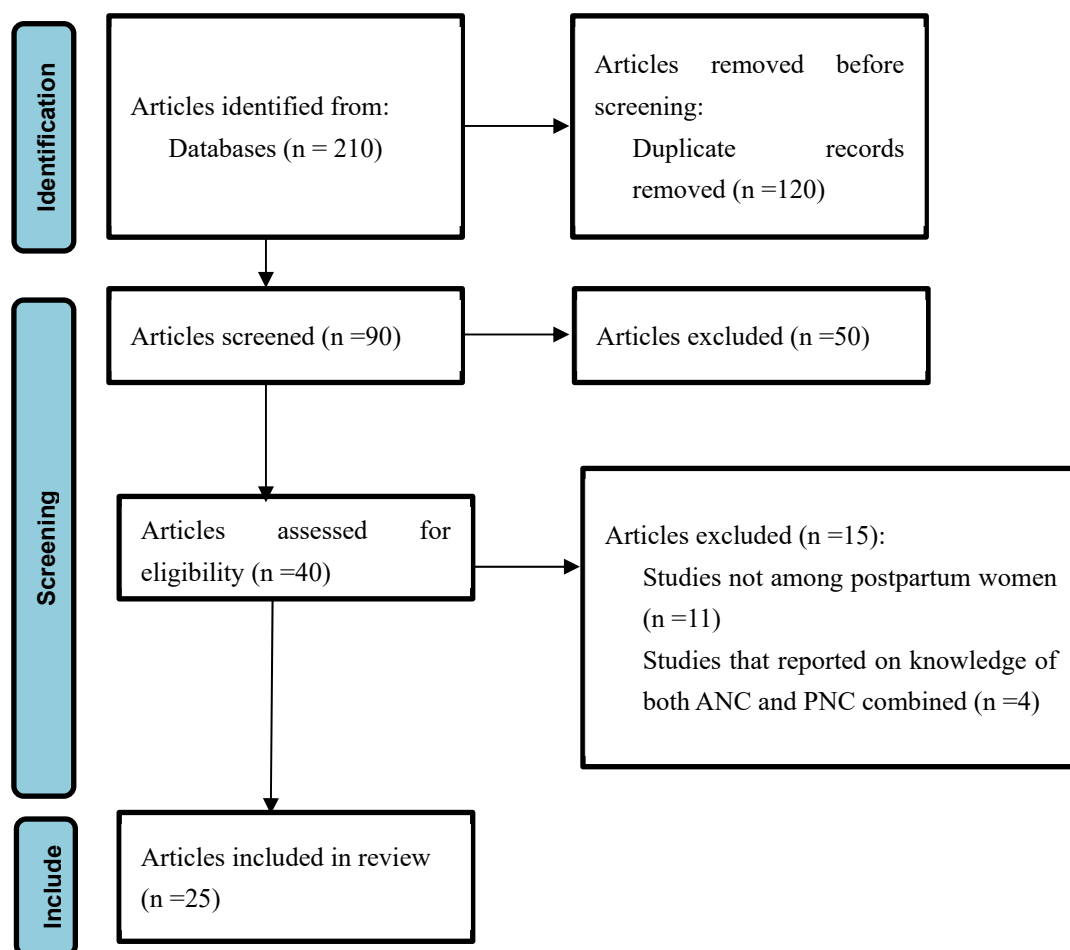 Identification
Articles identified from:
Databases (n = 210)
Articles removed before
screening:
Duplicate records
removed (n =120)
Screening
Articles screened (n =90)
Articles excluded (n =50)
Articles assessed for
eligibility (n =40)
Articles excluded (n =15):
Studies not among postpartum women
(n =11)
Studies that reported on knowledge of
both ANC and PNC combined (n =4)
Include
Articles included in review
(n =25)